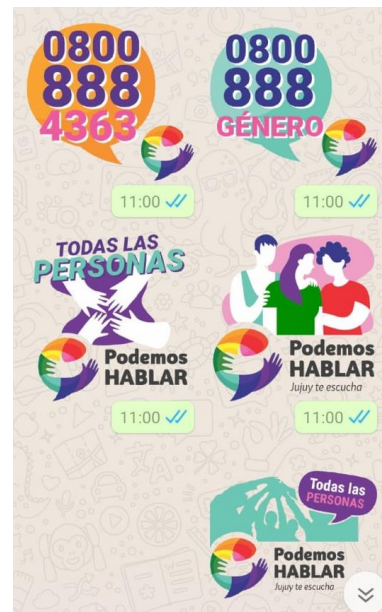 0800
888
4363
11:00
0800
888
GÉNERO
11:00
TODAS LAS
PERSONAS
Podemos
HABLAR
11:00
Podemos
HABLAR
Jujuy te escucha
11:00
Todas las
PERSONAS
Podemos
HABLAR
Jujuy te escucha